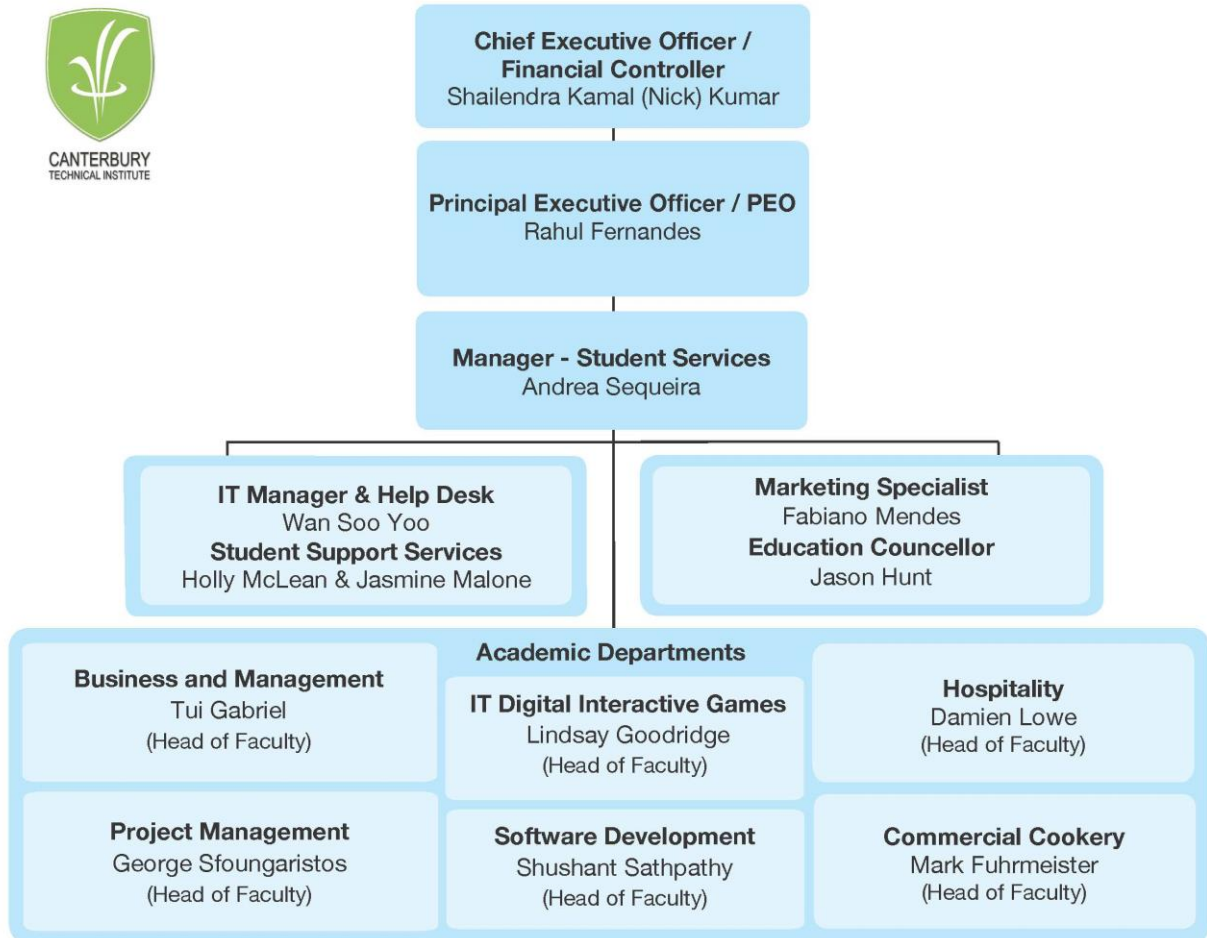 CANTERBURY
TECHNICAL INSTITUTE
Chief Executive Officer /
Financial Controller
Shailendra Kamal (Nick) Kumar
Principal Executive Officer / PEO
Rahul Fernandes
Manager - Student Services
Andrea Sequeira
IT Manager & Help Desk
Wan Soo Yoo
Student Support Services
Holly McLean & Jasmine Malone
Marketing Specialist
Fabiano Mendes
Education Councellor
Jason Hunt
Academic Departments
Business and Management
Tui Gabriel
(Head of Faculty)
IT Digital Interactive Games
Lindsay Goodridge
(Head of Faculty)
Hospitality
Damien Lowe
(Head of Faculty)
Project Management
George Sfoungaristos
(Head of Faculty)
Software Development
Shushant Sathpathy
(Head of Faculty)
Commercial Cookery
Mark Fuhrmeister
(Head of Faculty)